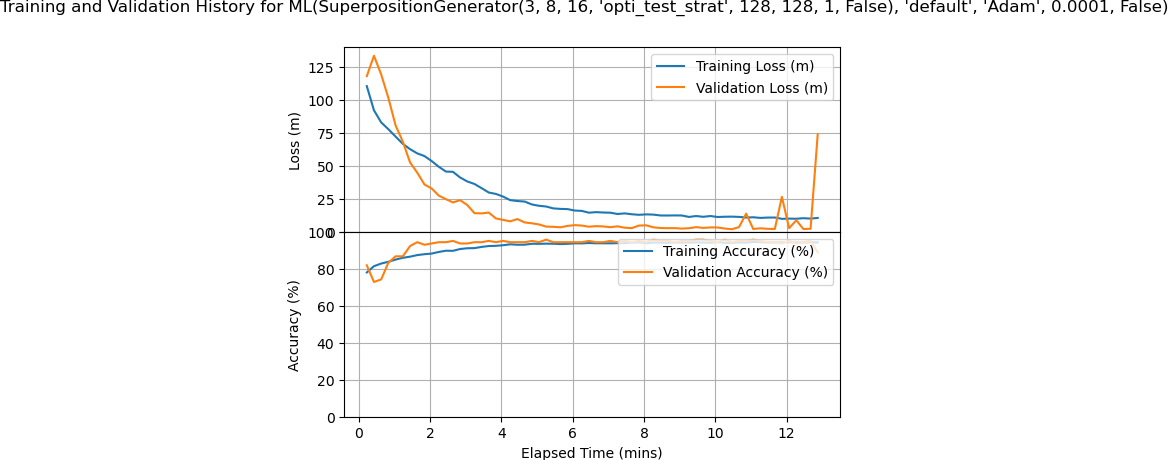 Training and Validation History for ML(SuperpositionGenerator(3, 8, 16, 'opti_test_strat', 128, 128, 1, False), 'default', 'Adam', 0.0001, False)
125
100
75
50
25
0
Loss (m)
Training Loss (m)
Validation Loss (m)
100
80
60
40
20
0
Accuracy (%)
Training Accuracy (%)
Validation Accuracy (%)
0 2 4 6 8 10 12
Elapsed Time (mins)